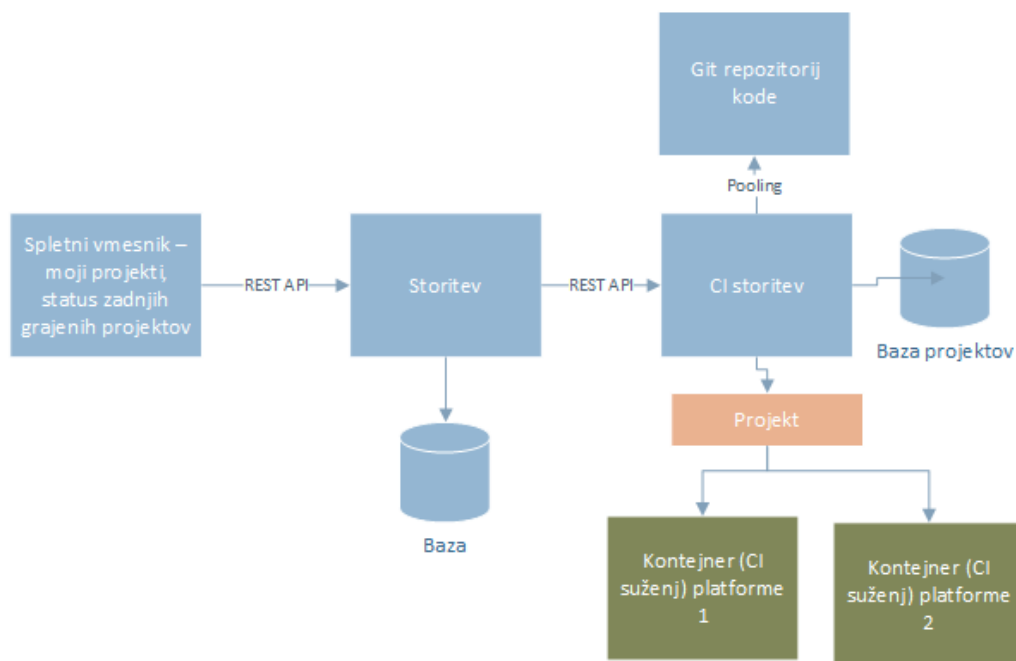 Git repozitorij
kode
Pooling
Spletni vmesnik –
moji projekti,
status zadnjih
grajenih projektov
REST API
Storitev
REST API
CI storitev
Baza projektov
Projekt
Baza
Kontejner (CI
suženj) platforme
1
Kontejner (CI
suženj) platforme
2